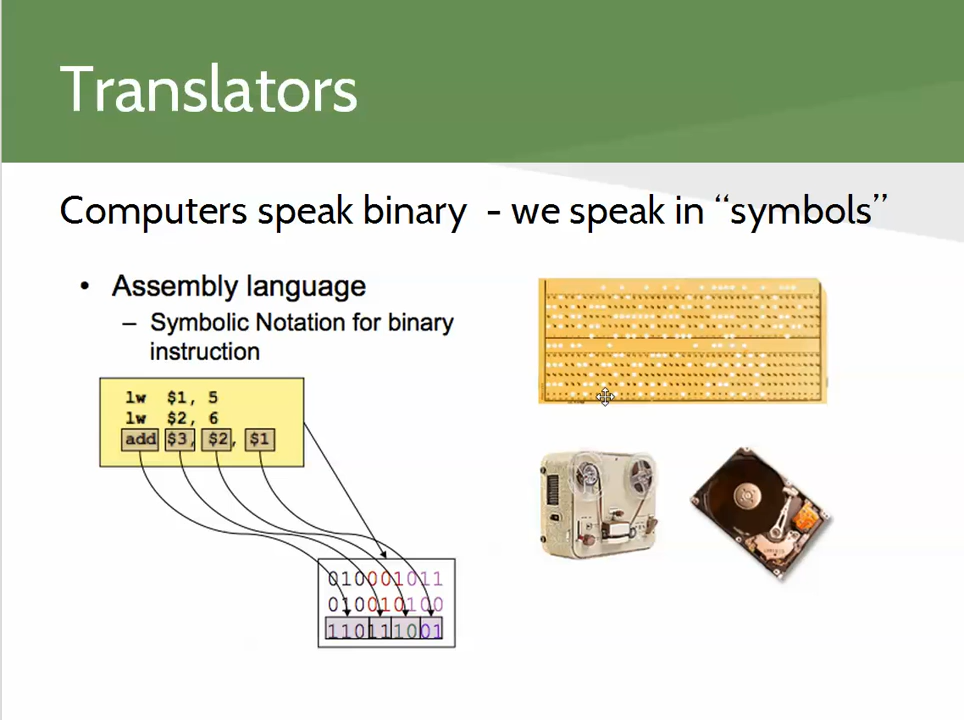 Translators
Computers speak binary - we speak in “symbols”
• Assembly language
– Symbolic Notation for binary
instruction
lw $1, 5
lw $2, 6
add $3, $2, $1
010001011
010010100
110111001